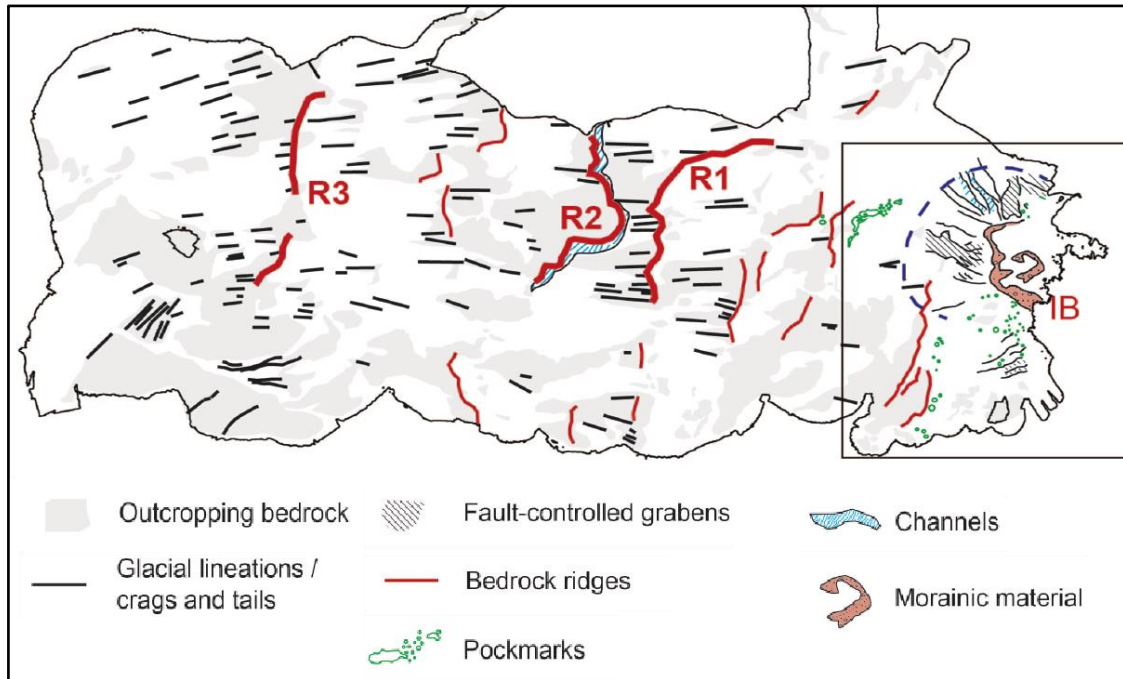 R3
R2
R1
IB
Outcropping bedrock
Fault-controlled grabens
Channels
Glacial lineations /
crags and tails
Bedrock ridges
Morainic material
Pockmarks